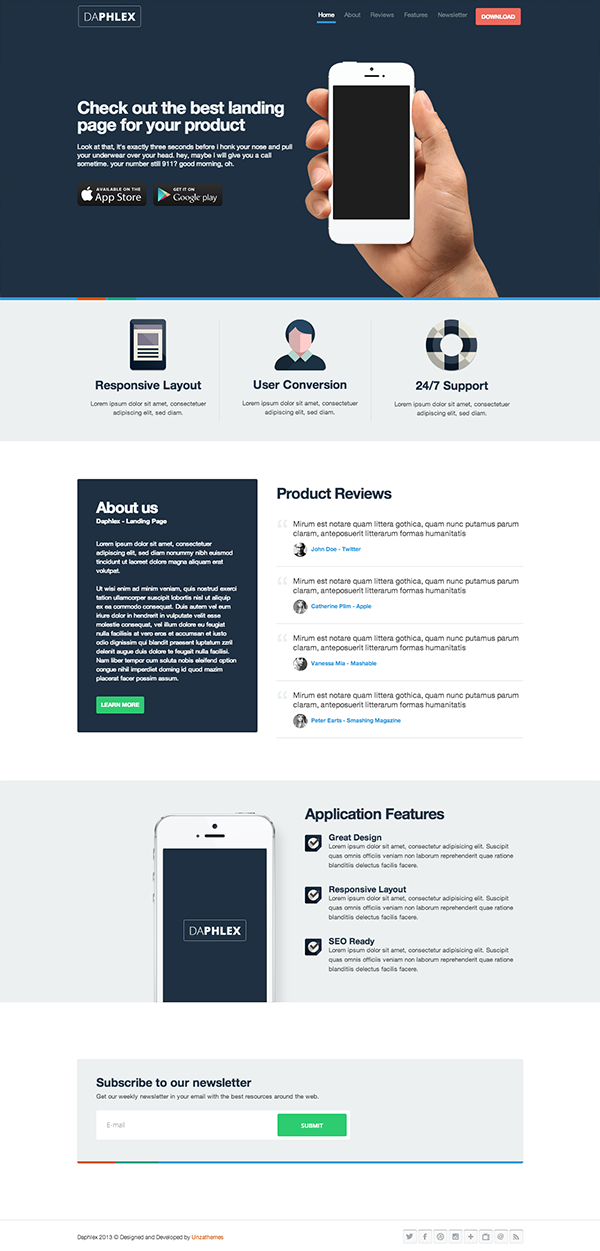 DAPHLEX
Home About Reviews Features Newsletter DOWNLOAD
Check out the best landing
page for your product
Look at that, it's exactly three seconds before i honk your nose and pull
your underwear over your head. hey, maybe i will give you a call
sometime. your number still 911? good morning, oh.
AVAILABLE ON THE
App Store
GET IT ON
Google play
Responsive Layout
Lorem ipsum dolor sit amet, consectetuer
adipiscing elit, sed diam.
User Conversion
Lorem ipsum dolor sit amet, consectetuer
adipiscing elit, sed diam.
24/7 Support
Lorem ipsum dolor sit amet, consectetuer
adipiscing elit, sed diam.
About us
Daphlex - Landing Page
Lorem ipsum dolor sit amet, consectetuer
adipiscing elit, sed diam nonummy nibh euismod
tincidunt ut laoreet dolore magna aliquam erat
volutpat.
Ut wisi enim ad minim veniam, quis nostrud exerci
tation ullamcorper suscipit lobortis nisl ut aliquip
ex ea commodo consequat. Duis autem vel eum
iriure dolor in hendrerit in vulputate velit esse
molestie consequat, vel illum dolore eu feugiat
nulla facilisis at vero eros et accumsan et iusto
odio dignissim qui blandit praesent luptatum zzril
delenit augue duis dolore te feugait nulla facilisi.
Nam liber tempor cum soluta nobis eleifend option
congue nihil imperdiet doming id quod mazim
placerat facer possim assum.
LEARN MORE
Product Reviews
Mirum est notare quam littera gothica, quam nunc putamus parum
claram, anteposuerit litterarum formas humanitatis
John Doe - Twitter
Mirum est notare quam littera gothica, quam nunc putamus parum
claram, anteposuerit litterarum formas humanitatis
Catherine Plim - Apple
Mirum est notare quam littera gothica, quam nunc putamus parum
claram, anteposuerit litterarum formas humanitatis
Vanessa Mia - Mashable
Mirum est notare quam littera gothica, quam nunc putamus parum
claram, anteposuerit litterarum formas humanitatis
Peter Earts - Smashing Magazine
DAPHLEX
Application Features
Great Design
Lorem ipsum dolor sit amet, consectetur adipisicing elit. Suscipit
quas omnis officiis veniam non laborum reprehenderit quae ratione
blanditiis delectus facilis facere.
Responsive Layout
Lorem ipsum dolor sit amet, consectetur adipisicing elit. Suscipit
quas omnis officiis veniam non laborum reprehenderit quae ratione
blanditiis delectus facilis facere.
SEO Ready
Lorem ipsum dolor sit amet, consectetur adipisicing elit. Suscipit
quas omnis officiis veniam non laborum reprehenderit quae ratione
blanditiis delectus facilis facere.
Subscribe to our newsletter
Get our weekly newsletter in your email with the best resources around the web.
E-mail
SUBMIT
Daphlex 2013 © Designed and Developed by Unzathemes